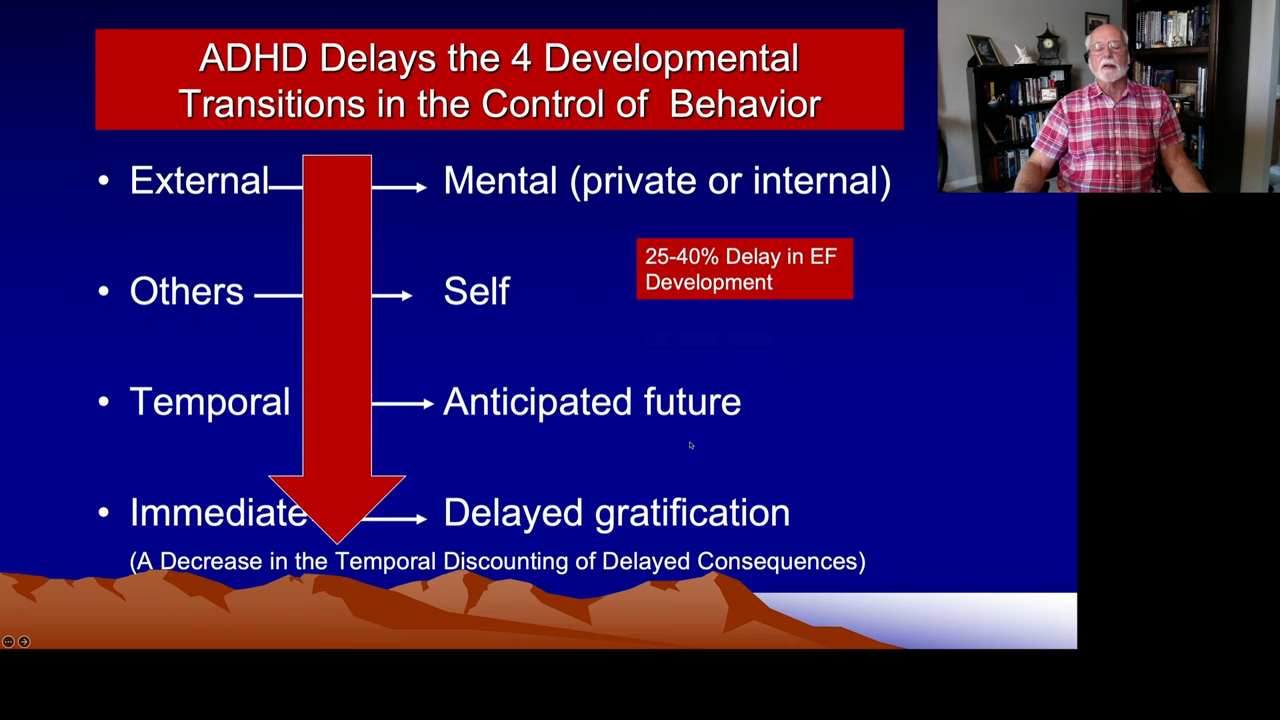 ADHD Delays the 4 Developmental
Transitions in the Control of Behavior
• External
Mental (private or internal)
25-40% Delay in EF
Development
• Others
Self
• Temporal
Anticipated future
• Immediate
Delayed gratification
(A Decrease in the Temporal Discounting of Delayed Consequences)